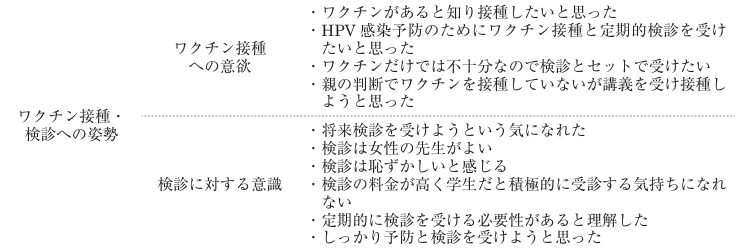 ワクチン接種・
検診への姿勢
ワクチン接種
への意欲
・ワクチンがあると知り接種したいと思った
・HPV 感染予防のためにワクチン接種と定期的検診を受け
たいと思った
・ワクチンだけでは不十分なので検診とセットで受けたい
・親の判断でワクチンを接種していないが講義を受け接種し
ようと思った
検診に対する意識
・将来検診を受けようという気になれた
・検診は女性の先生がよい
・検診は恥ずかしいと感じる
・検診の料金が高く学生だと積極的に受診する気持ちになれ
ない
・定期的に検診を受ける必要性があると理解した
・しっかり予防と検診を受けようと思った